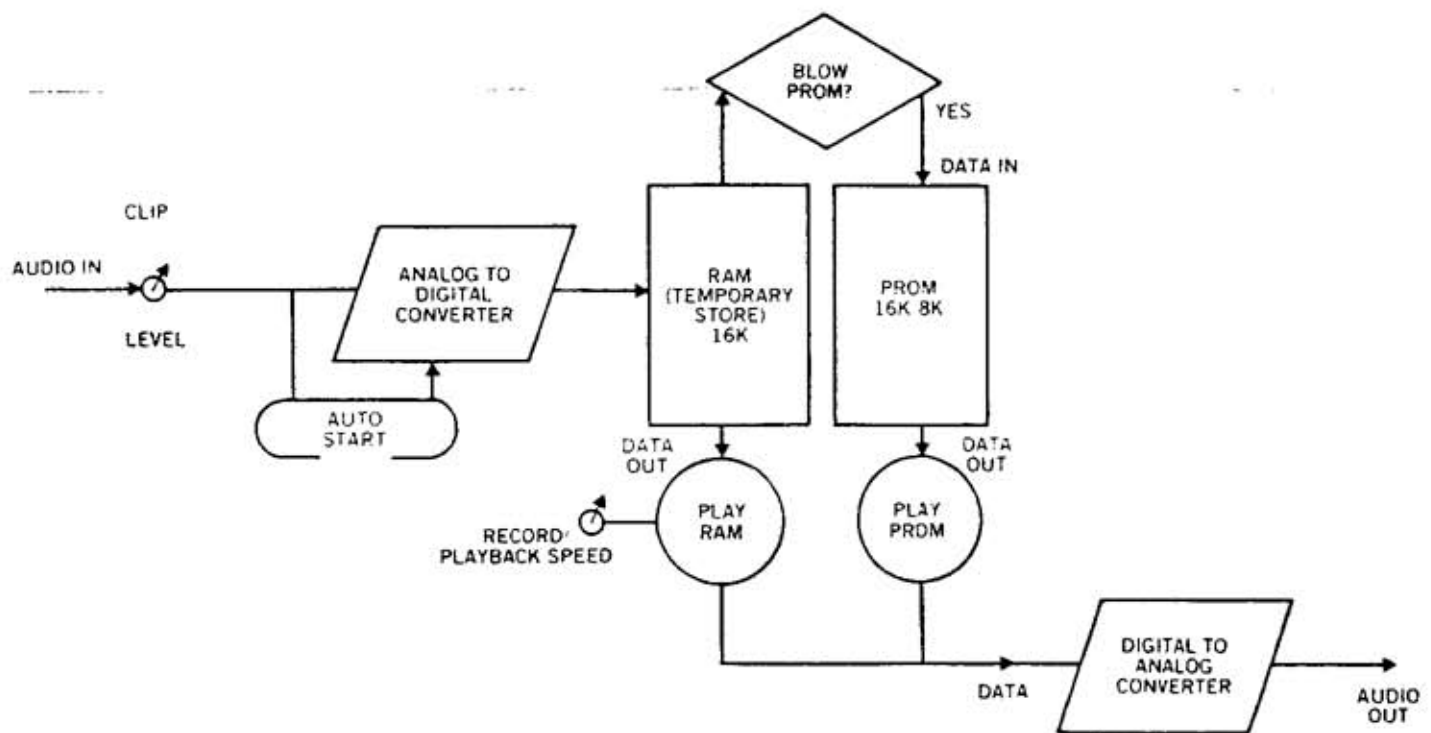 BLOW
PROM?
YES
DATA IN
CLIP
AUDIO IN
LEVEL
ANALOG TO
DIGITAL
CONVERTER
AUTO
START
RAM
(TEMPORARY
STORE)
16K
PROM
16K 8K
DATA
OUT
DATA
OUT
RECORD/
PLAYBACK SPEED
PLAY
RAM
PLAY
PROM
DATA
DIGITAL TO
ANALOG
CONVERTER
AUDIO
OUT